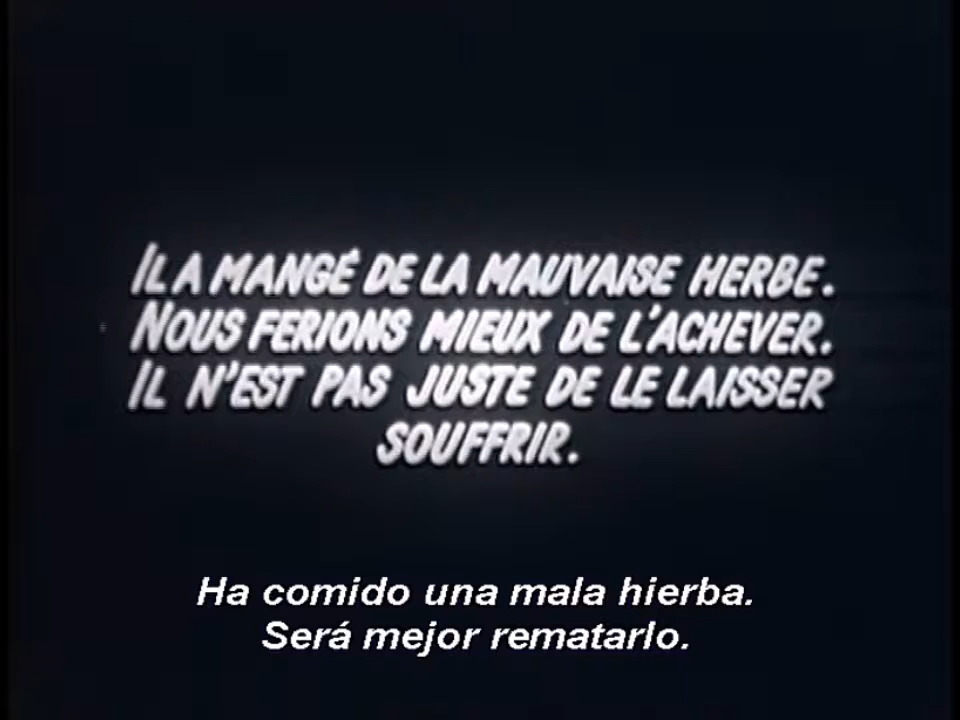 IL A MANGÉ DE LA MAUVAISE HERBE.
NOUS FERIONS MIEUX DE L'ACHEVER.
IL N'EST PAS JUSTE DE LE LAISSER
SOUFFRIR.
Ha comido una mala hierba.
Será mejor rematarlo.